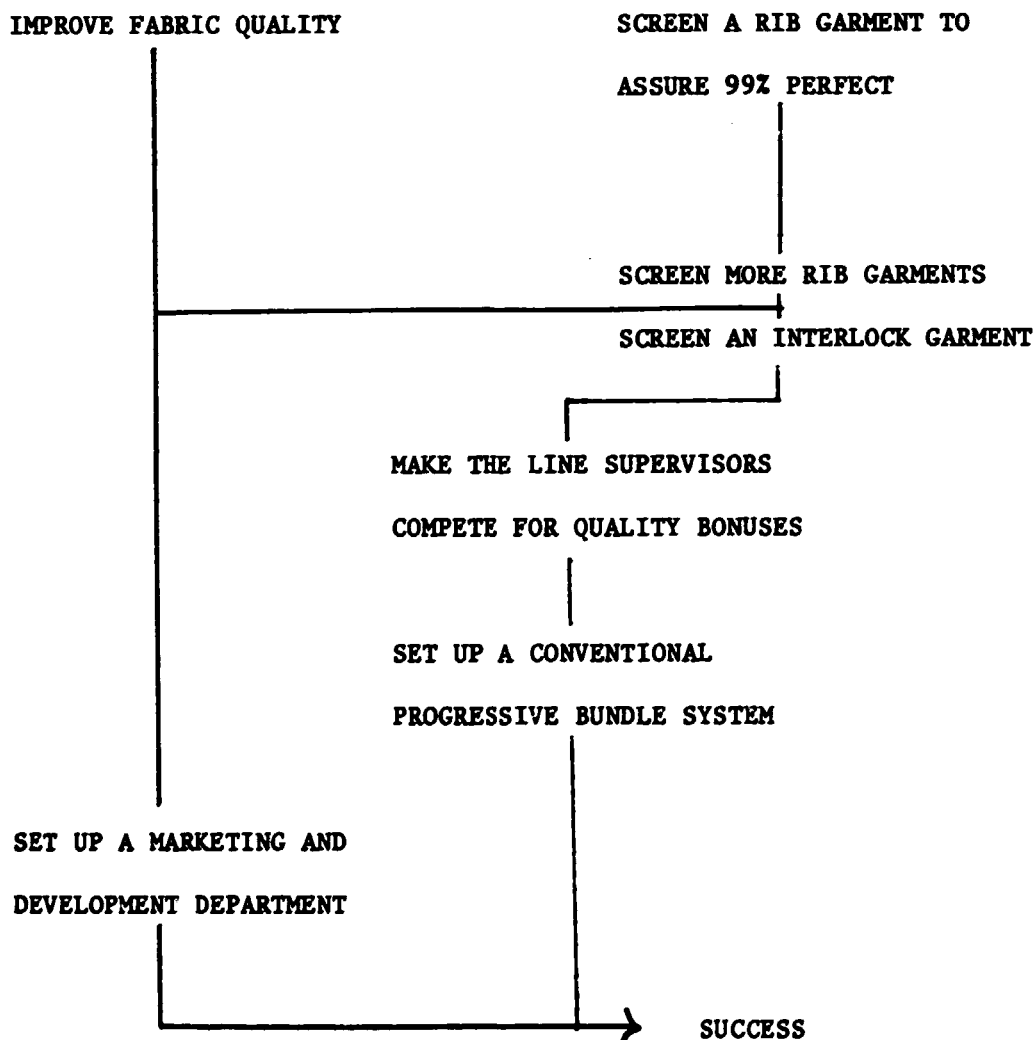 IMPROVE FABRIC QUALITY
SCREEN A RIB GARMENT TO
ASSURE 99% PERFECT
SCREEN MORE RIB GARMENTS
SCREEN AN INTERLOCK GARMENT
MAKE THE LINE SUPERVISORS
COMPETE FOR QUALITY BONUSES
SET UP A CONVENTIONAL
PROGRESSIVE BUNDLE SYSTEM
SET UP A MARKETING AND
DEVELOPMENT DEPARTMENT
SUCCESS